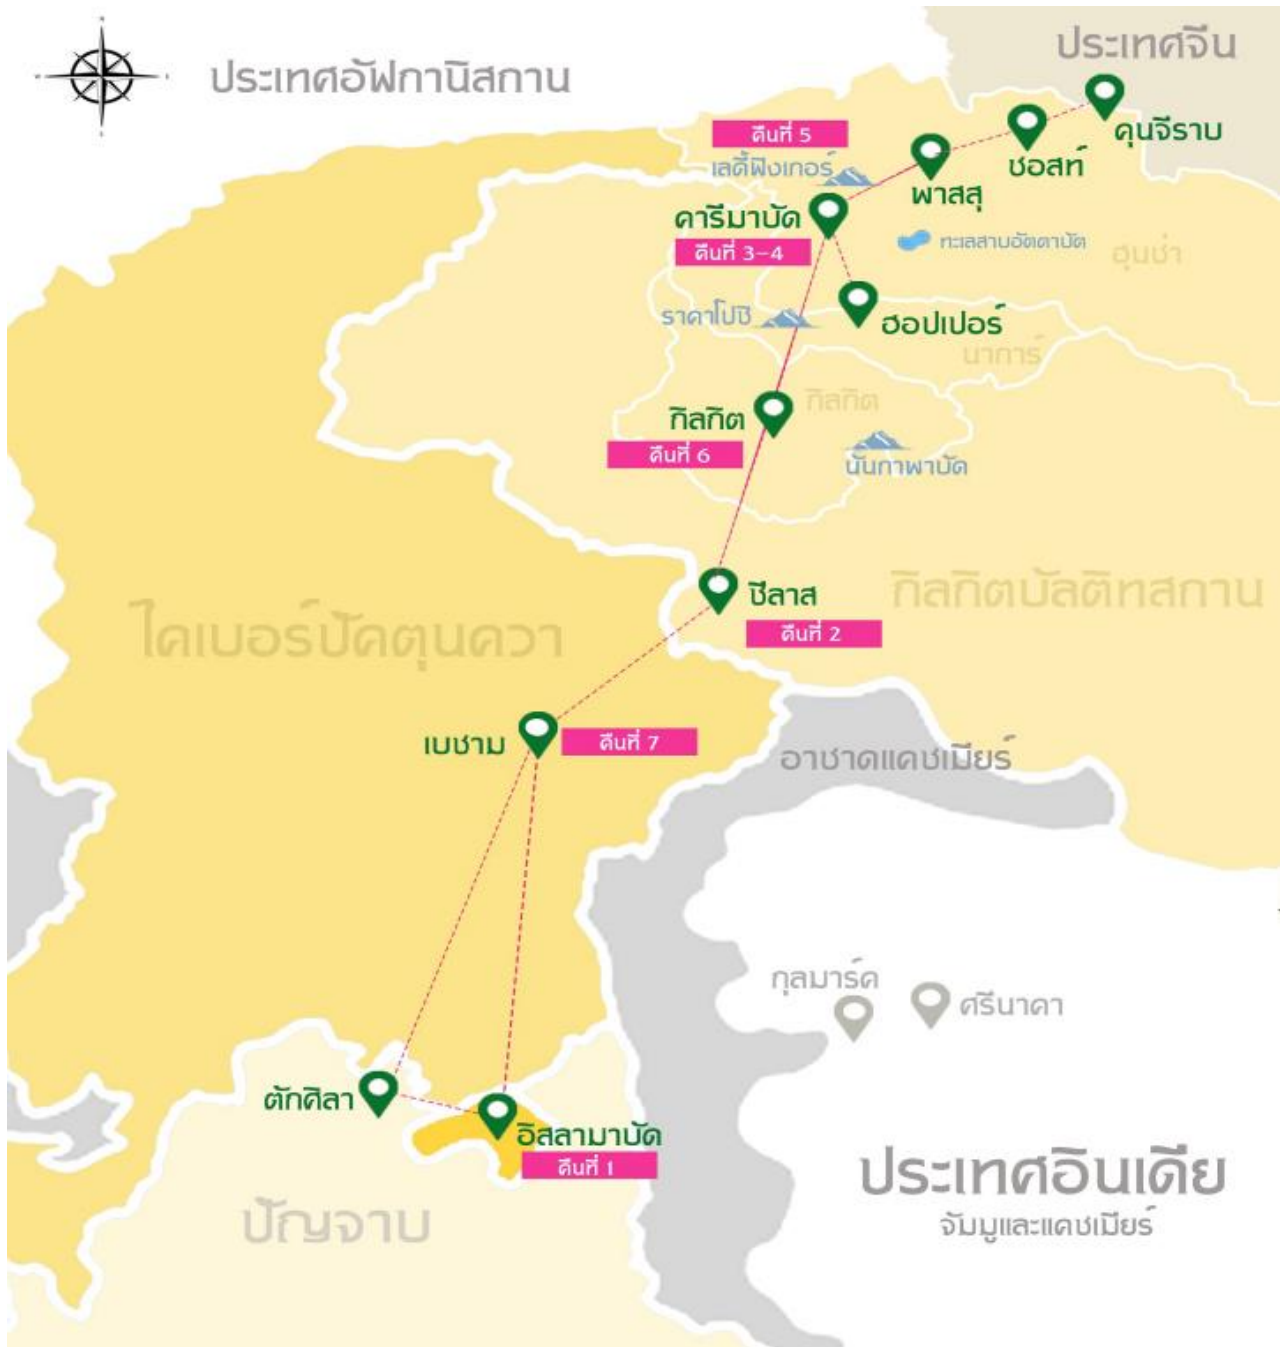 ประเทศจีน
ประเทศอัฟกานิสถาน
คุนจีราบ
คืนที่ 5
ซอสท์
เลดี้ฟิงเกอร์
พาสสุ
คารีมาบัด
ทะเลสาบอัตตาบัด
ฮุนซ่า
คืนที่ 3-4
ราคาโปชิ
ฮอปเปอร์
นาการ์
กิลกิต
กิลกิต
คืนที่ 6
นันกาพาบัด
ชีลาส
กิลกิตบัลติทสถาน
ไคเบอร์ปัคตุนควา
คืนที่ 2
เบชาม
คืนที่ 7
อาซาดแคชเมียร์
กุลมาร์ค
ศรีนาคา
ตักศิลา
อิสลามาบัด
คืนที่ 1
ประเทศอินเดีย
ปัญจาบ
จัมมูและแคชเมียร์